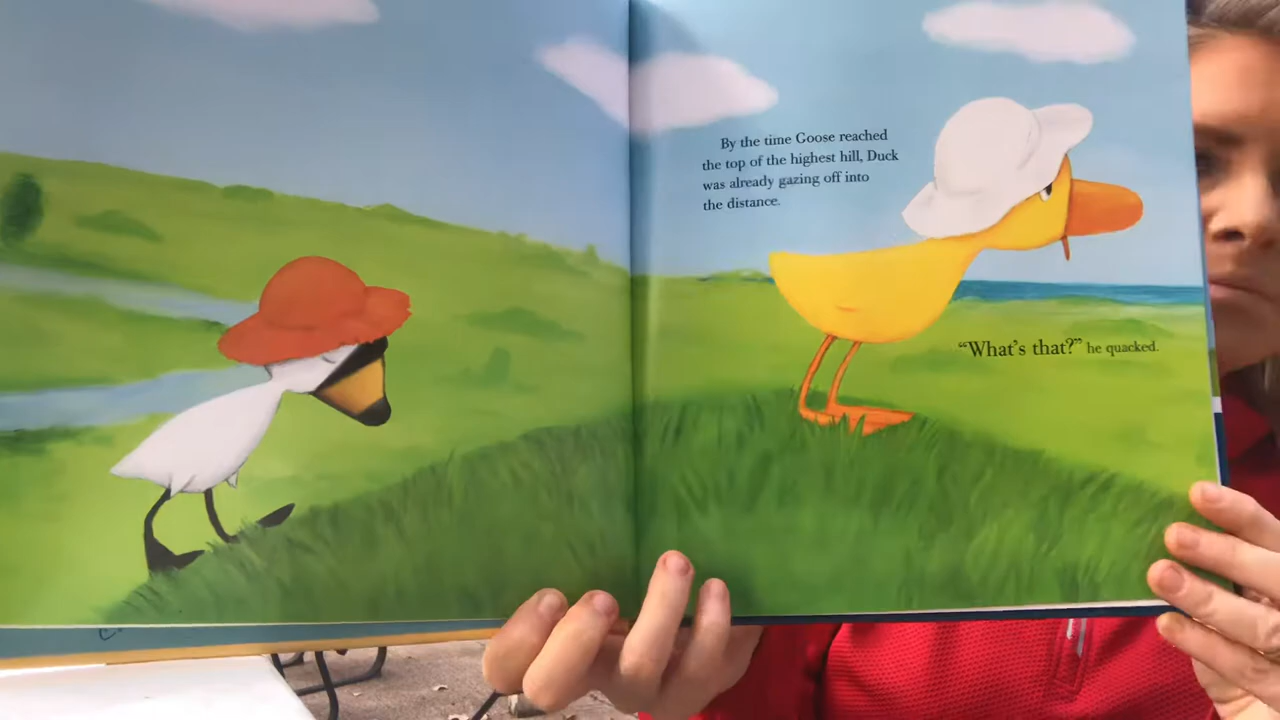 By the time Goose reached
the top of the highest hill, Duck
was already gazing off into
the distance.
“What’s that?” he quacked.